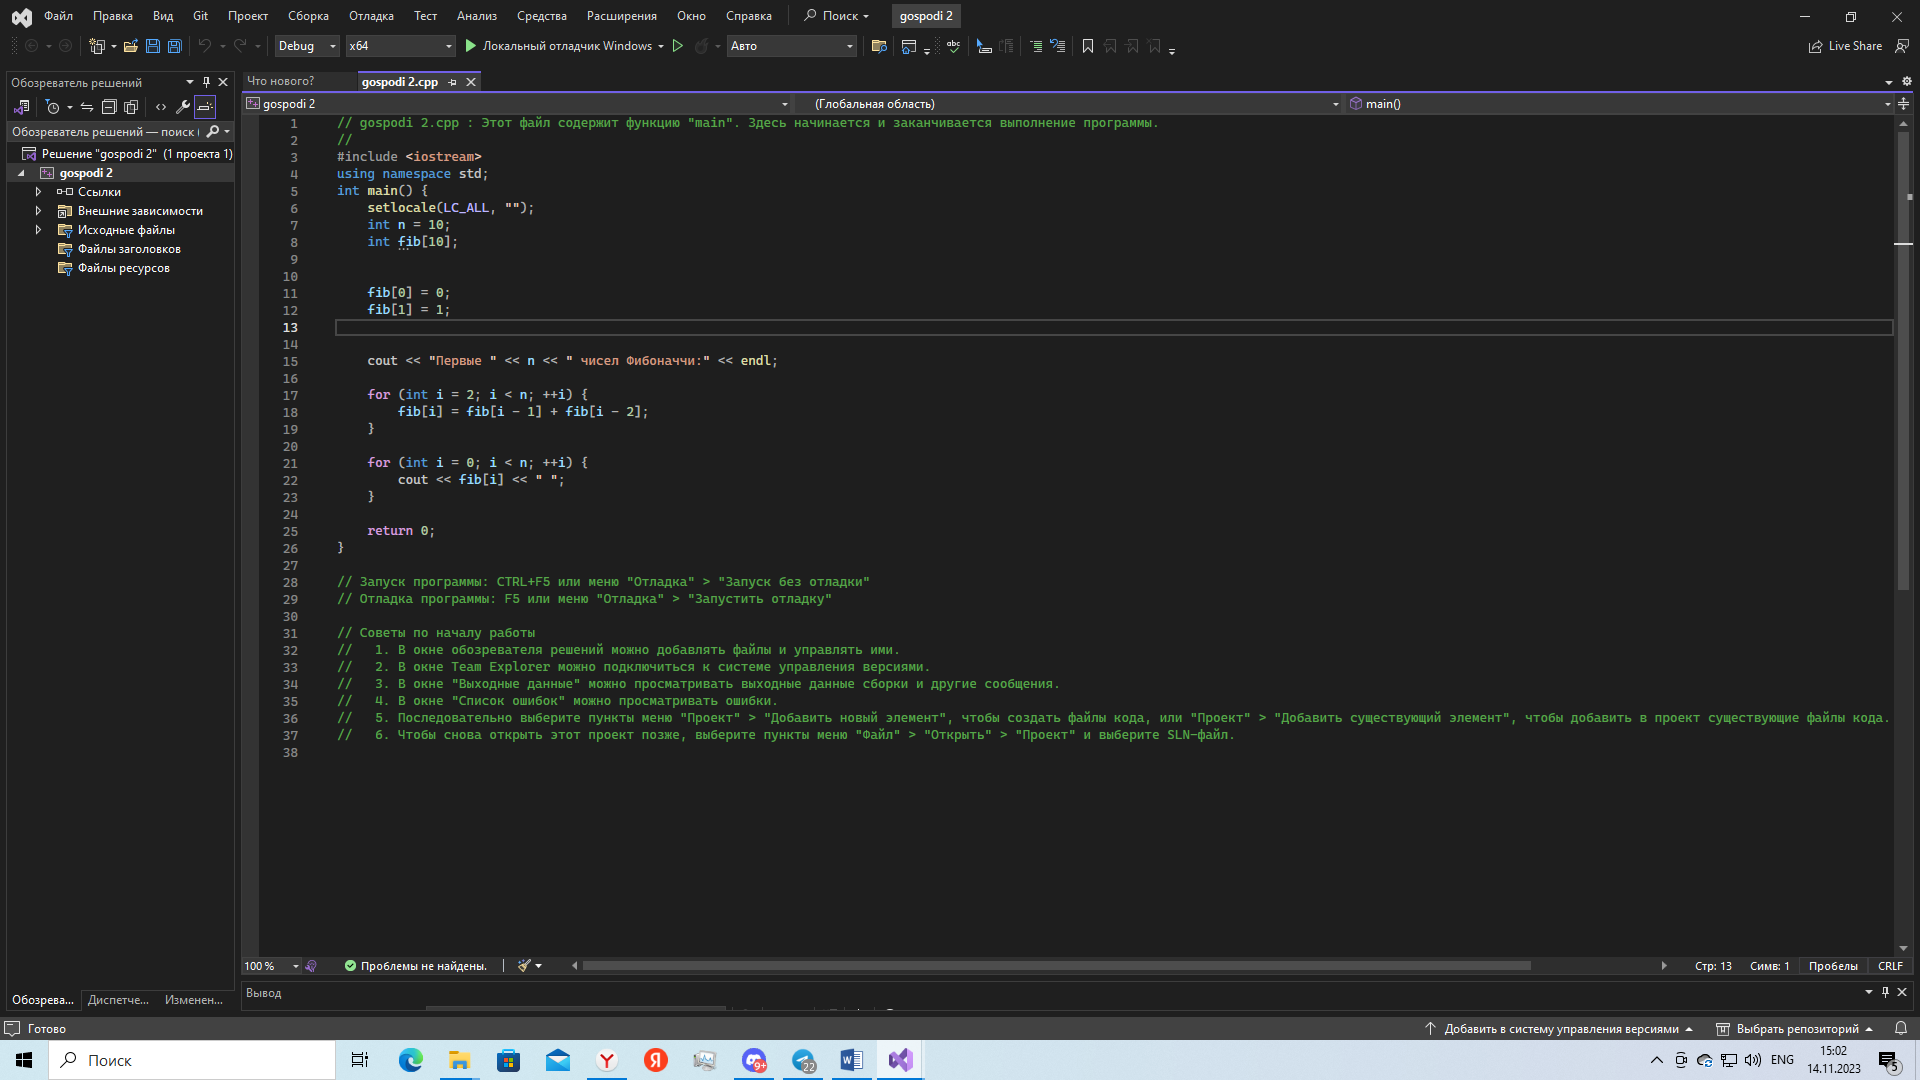 Файл Правка Вид Git Проект Сборка Отладка Тест Анализ Средства Расширения Окно Справка Поиск gospodi 2
Debug x64 Локальный отладчик Windows Авто Live Share
Обозреватель решений
Обозреватель решений — поиск
Решение "gospodi 2" (1 проекта 1)
gospodi 2
Ссылки
Внешние зависимости
Исходные файлы
Файлы заголовков
Файлы ресурсов
Что нового? gospodi 2.cpp
gospodi 2 (Глобальная область) main()
1 // gospodi 2.cpp : Этот файл содержит функцию "main". Здесь начинается и заканчивается выполнение программы.
2 //
3 #include <iostream>
4 using namespace std;
5 int main() {
6 setlocale(LC_ALL, "");
7 int n = 10;
8 int fib[10];
9
10
11 fib[0] = 0;
12 fib[1] = 1;
13
14
15 cout << "Первые " << n << " чисел Фибоначчи:" << endl;
16
17 for (int i = 2; i < n; ++i) {
18 fib[i] = fib[i - 1] + fib[i - 2];
19 }
20
21 for (int i = 0; i < n; ++i) {
22 cout << fib[i] << " ";
23 }
24
25 return 0;
26 }
27
28 // Запуск программы: CTRL+F5 или меню "Отладка" > "Запуск без отладки"
29 // Отладка программы: F5 или меню "Отладка" > "Запустить отладку"
30
31 // Советы по началу работы
32 // 1. В окне обозревателя решений можно добавлять файлы и управлять ими.
33 // 2. В окне Team Explorer можно подключиться к системе управления версиями.
34 // 3. В окне "Выходные данные" можно просматривать выходные данные сборки и другие сообщения.
35 // 4. В окне "Список ошибок" можно просматривать ошибки.
36 // 5. Последовательно выберите пункты меню "Проект" > "Добавить новый элемент", чтобы создать файлы кода, или "Проект" > "Добавить существующий элемент", чтобы добавить в проект существующие файлы кода.
37 // 6. Чтобы снова открыть этот проект позже, выберите пункты меню "Файл" > "Открыть" > "Проект" и выберите SLN-файл.
38
100 % Проблемы не найдены. Стр: 13 Симв: 1 Пробелы CRLF
Обозрева... Диспетче... Изменен...
Вывод
Готово Добавить в систему управления версиями Выбрать репозиторий
Поиск 9+ 22 ENG 15:02
14.11.2023 5